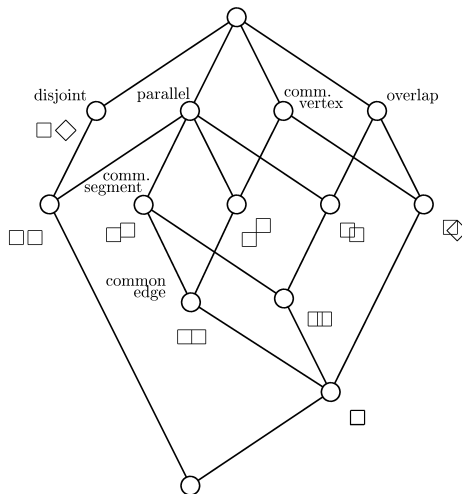 disjoint
parallel
comm.
vertex
overlap
comm.
segment
common
edge